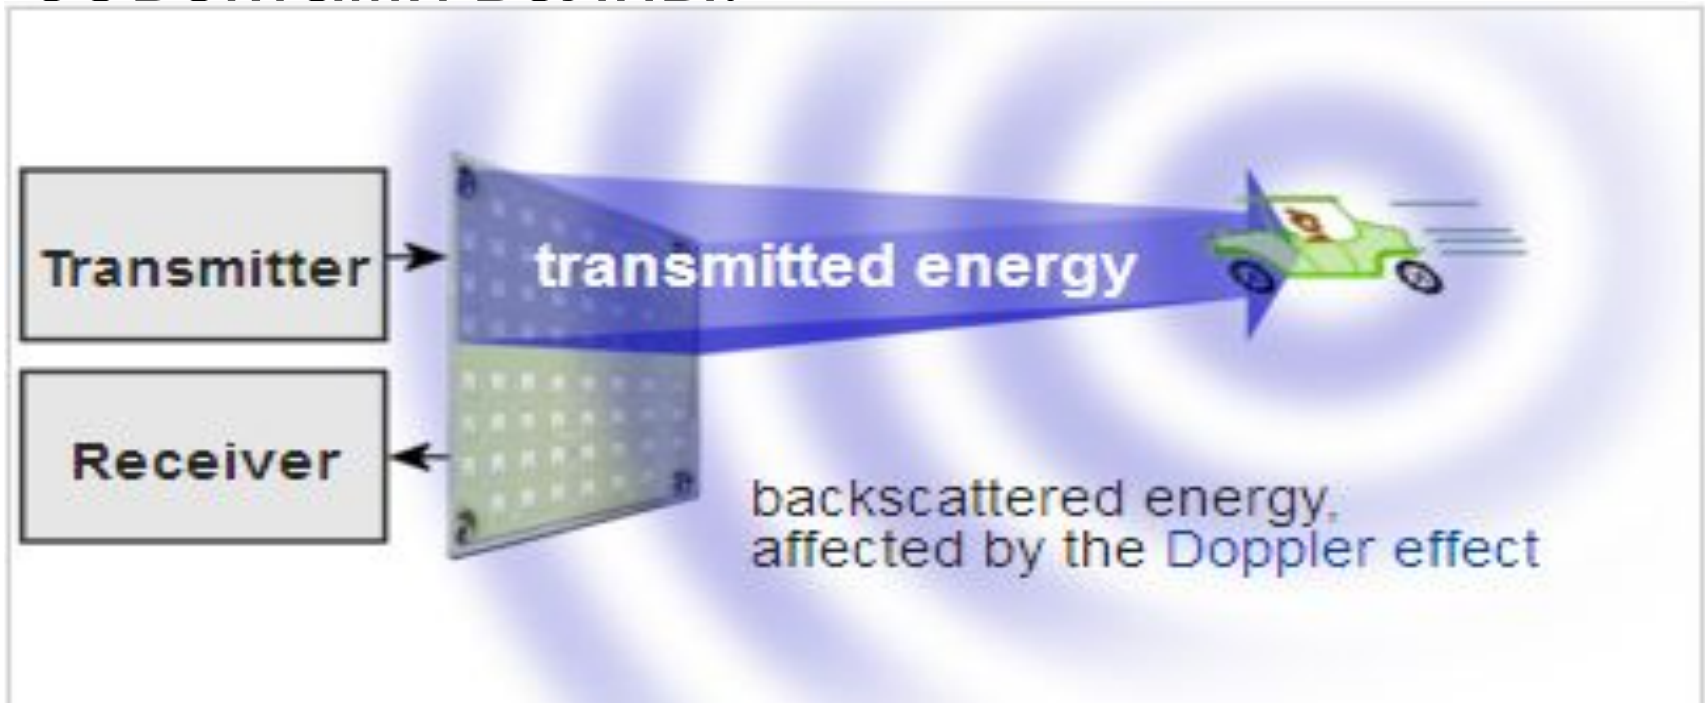 Transmitter
transmitted energy
Receiver
backscattered energy,
affected by the Doppler effect